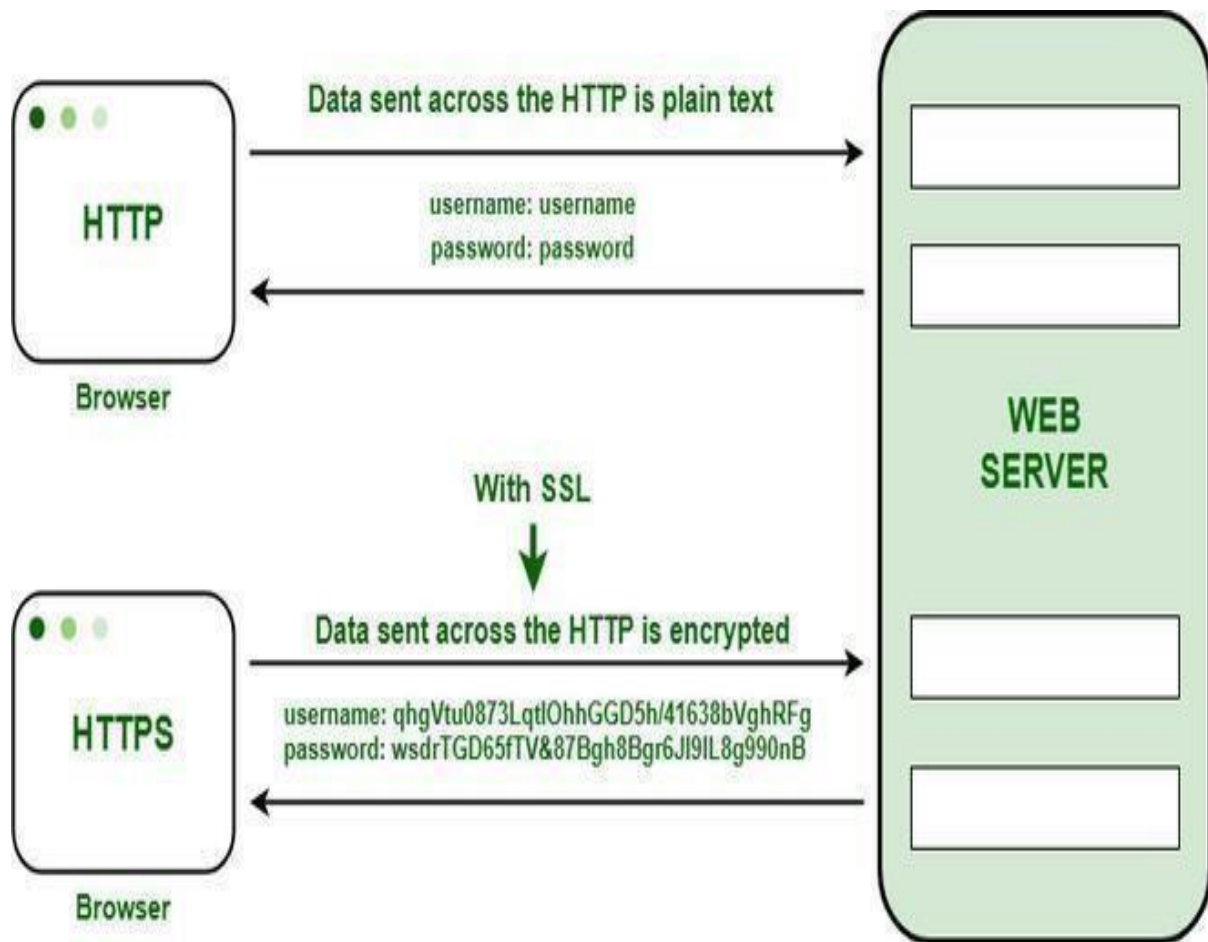 Data sent across the HTTP is plain text
HTTP
username: username
password: password
Browser
WEB
SERVER
With SSL
Data sent across the HTTP is encrypted
HTTPS
username: qhgVtu0873LqtlOhhGGD5h/41638bVghRFg
password: wsdrTGD65fTV&87Bgh8Bgr6Jl9lL8g990nB
Browser